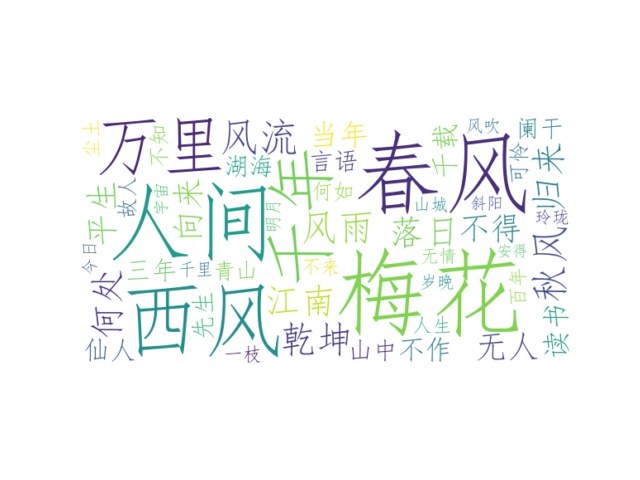 尘土
万里
不知
风流
当年
春风
风吹
阑干
千载
可怜
归来
湖海
言语
平生
故人
人间
宇宙
向来
明月
千年
何如
风雨
山城
斜阳
落日
不得
玲珑
秋风
今日
何处
三年
千里
青山
不来
无情
安得
西风
先生
江南
梅花
岁晚
百年
读书
仙人
一枝
乾坤
山中
不作
人生
无人